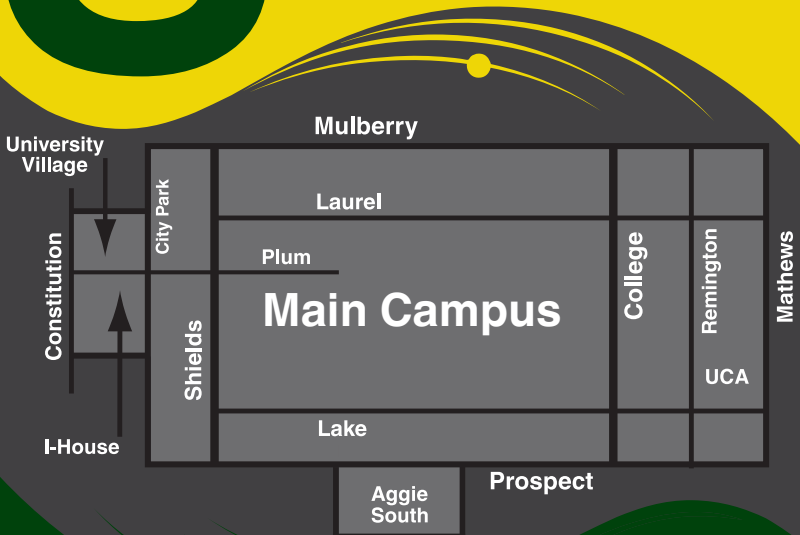 Mulberry
University
Village
City Park
Laurel
Plum
Constitution
College
Remington
Mathews
Main Campus
Shields
UCA
Lake
I-House
Prospect
Aggie
South